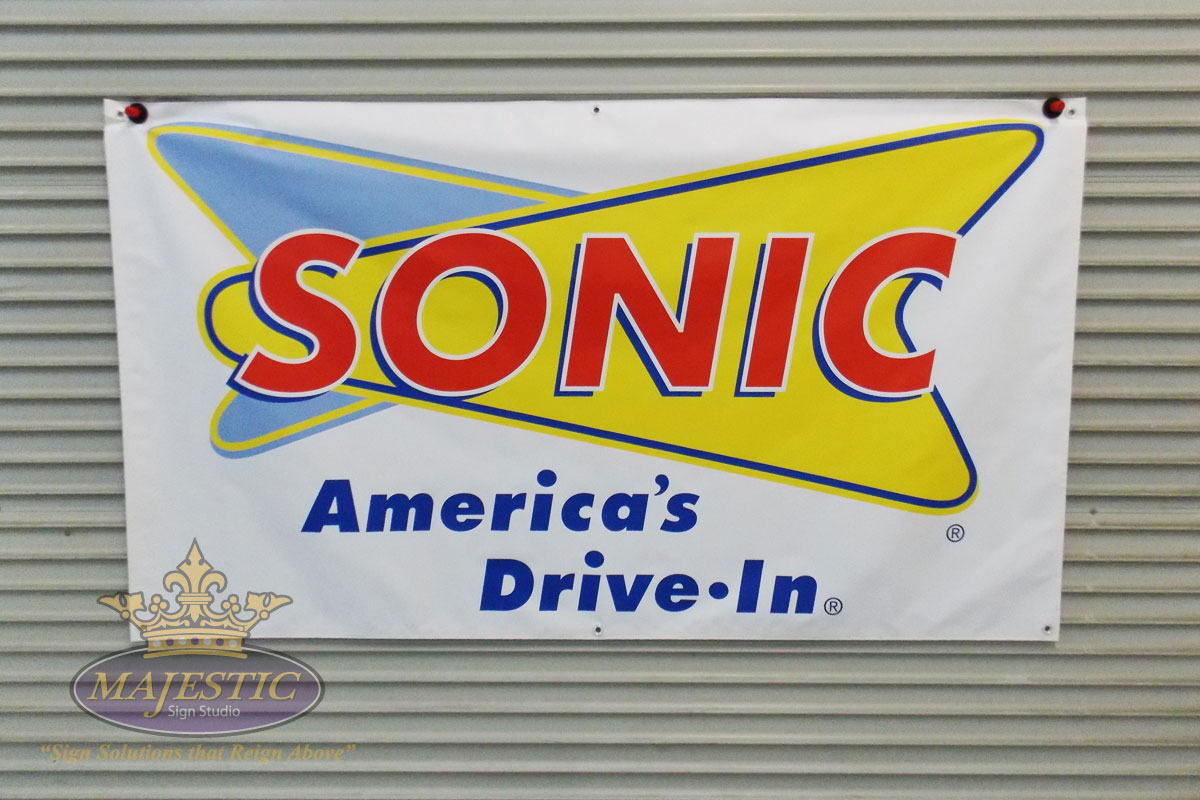 SONIC
America's
Drive•In®
®
MAJESTIC
Sign Studio
"Sign Solutions that Reign Above"